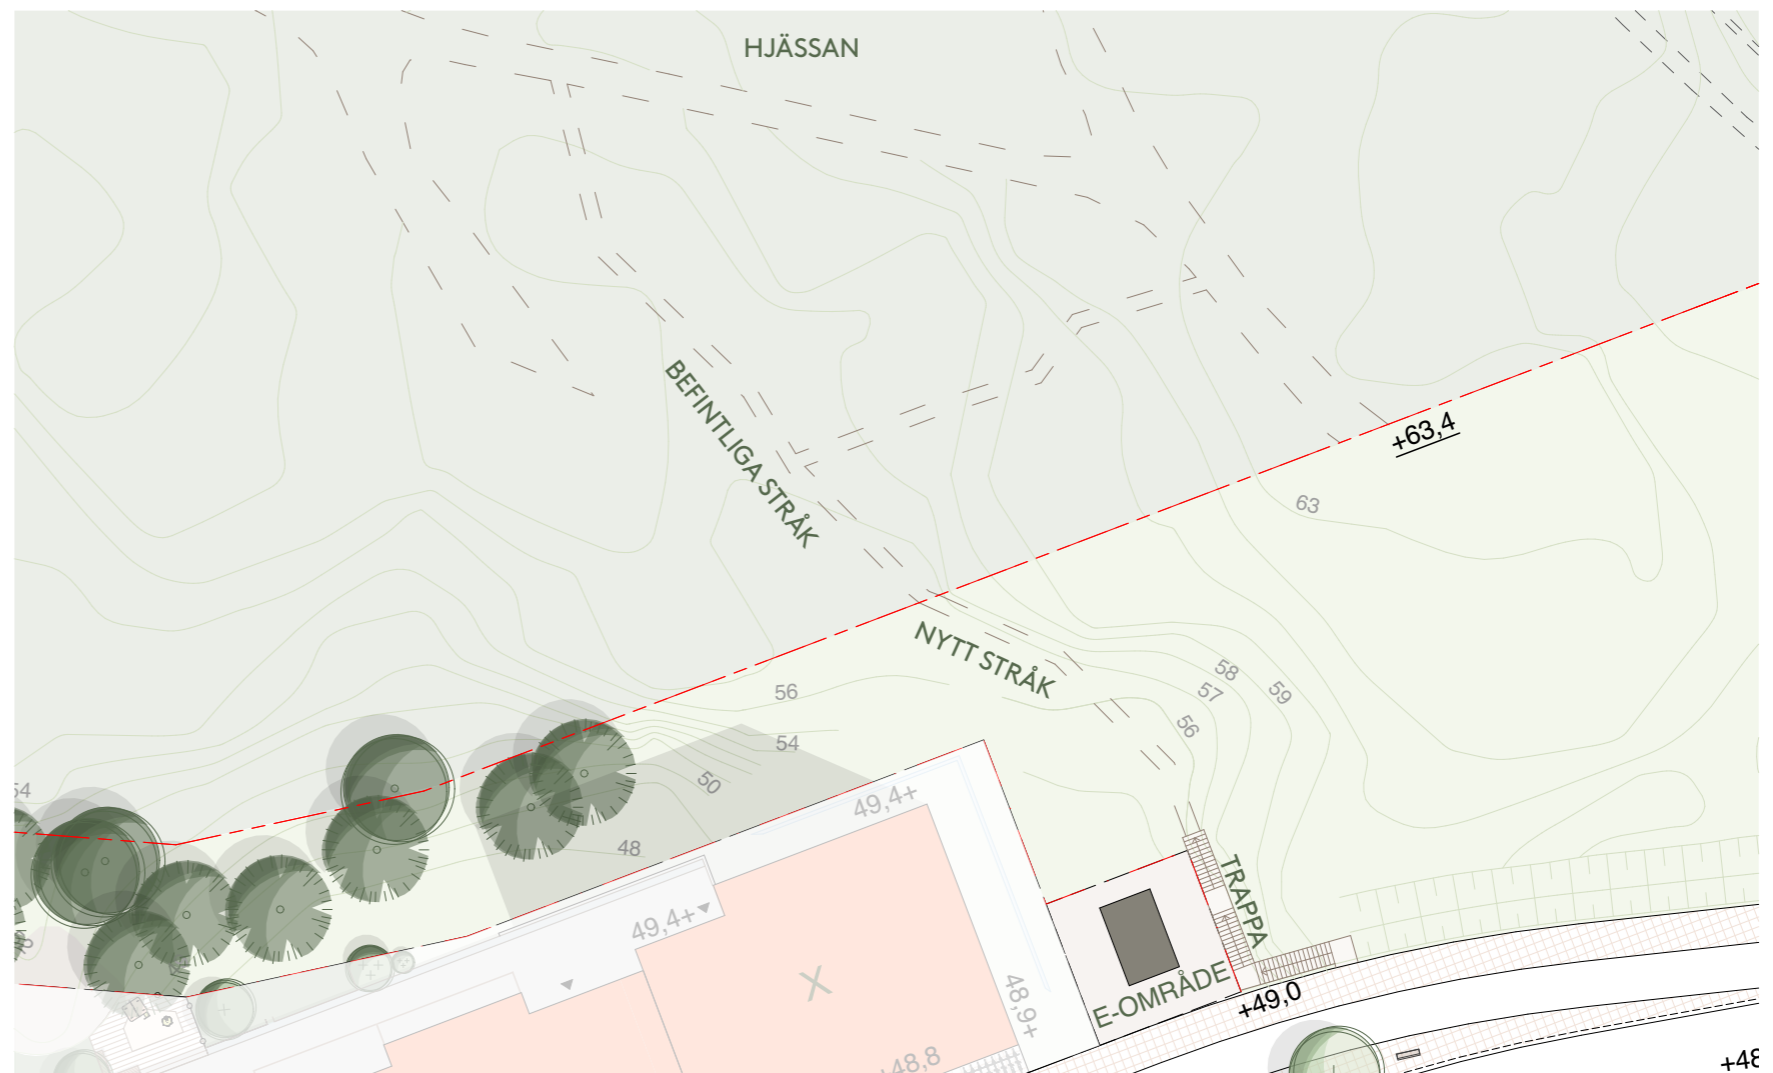 HJÄSSAN
BEFINTLIGA STRÅK
+63,4
63
NYTT STRÅK
58
57
59
56
56
54
54
50
48
49,4+
49,4+
TRAPPA
X
48,9+
E-OMRÅDE
+49,0
+48,8
+48